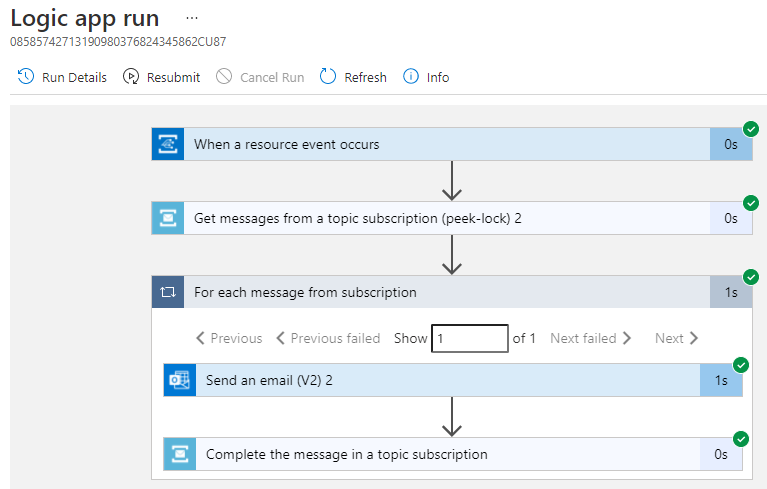 Logic app run ...
08585742713190980376824345862CU87
Run Details Resubmit Cancel Run Refresh Info
When a resource event occurs 0s
Get messages from a topic subscription (peek-lock) 2 0s
For each message from subscription 1s
Previous Previous failed Show 1 of 1 Next failed Next
Send an email (V2) 2 1s
Complete the message in a topic subscription 0s